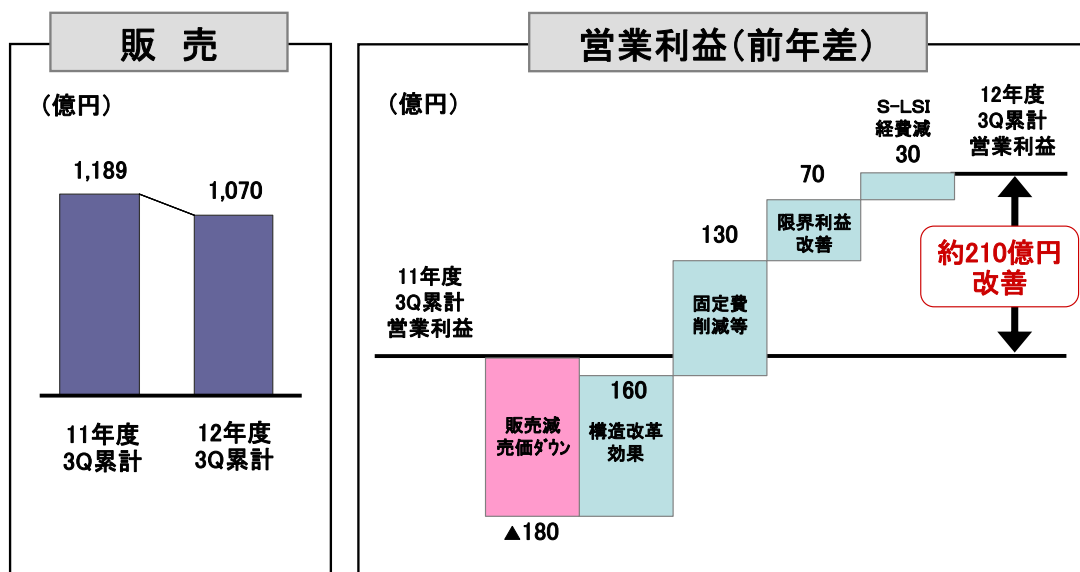 販 売
（億円）
1,189
1,070
11年度
3Q累計
12年度
3Q累計
営業利益（前年差）
（億円）
11年度
3Q累計
営業利益
販売減
売価ﾀﾞｳﾝ
▲180
160
構造改革
効果
130
固定費
削減等
70
限界利益
改善
S-LSI
経費減
30
12年度
3Q累計
営業利益
約210億円
改善